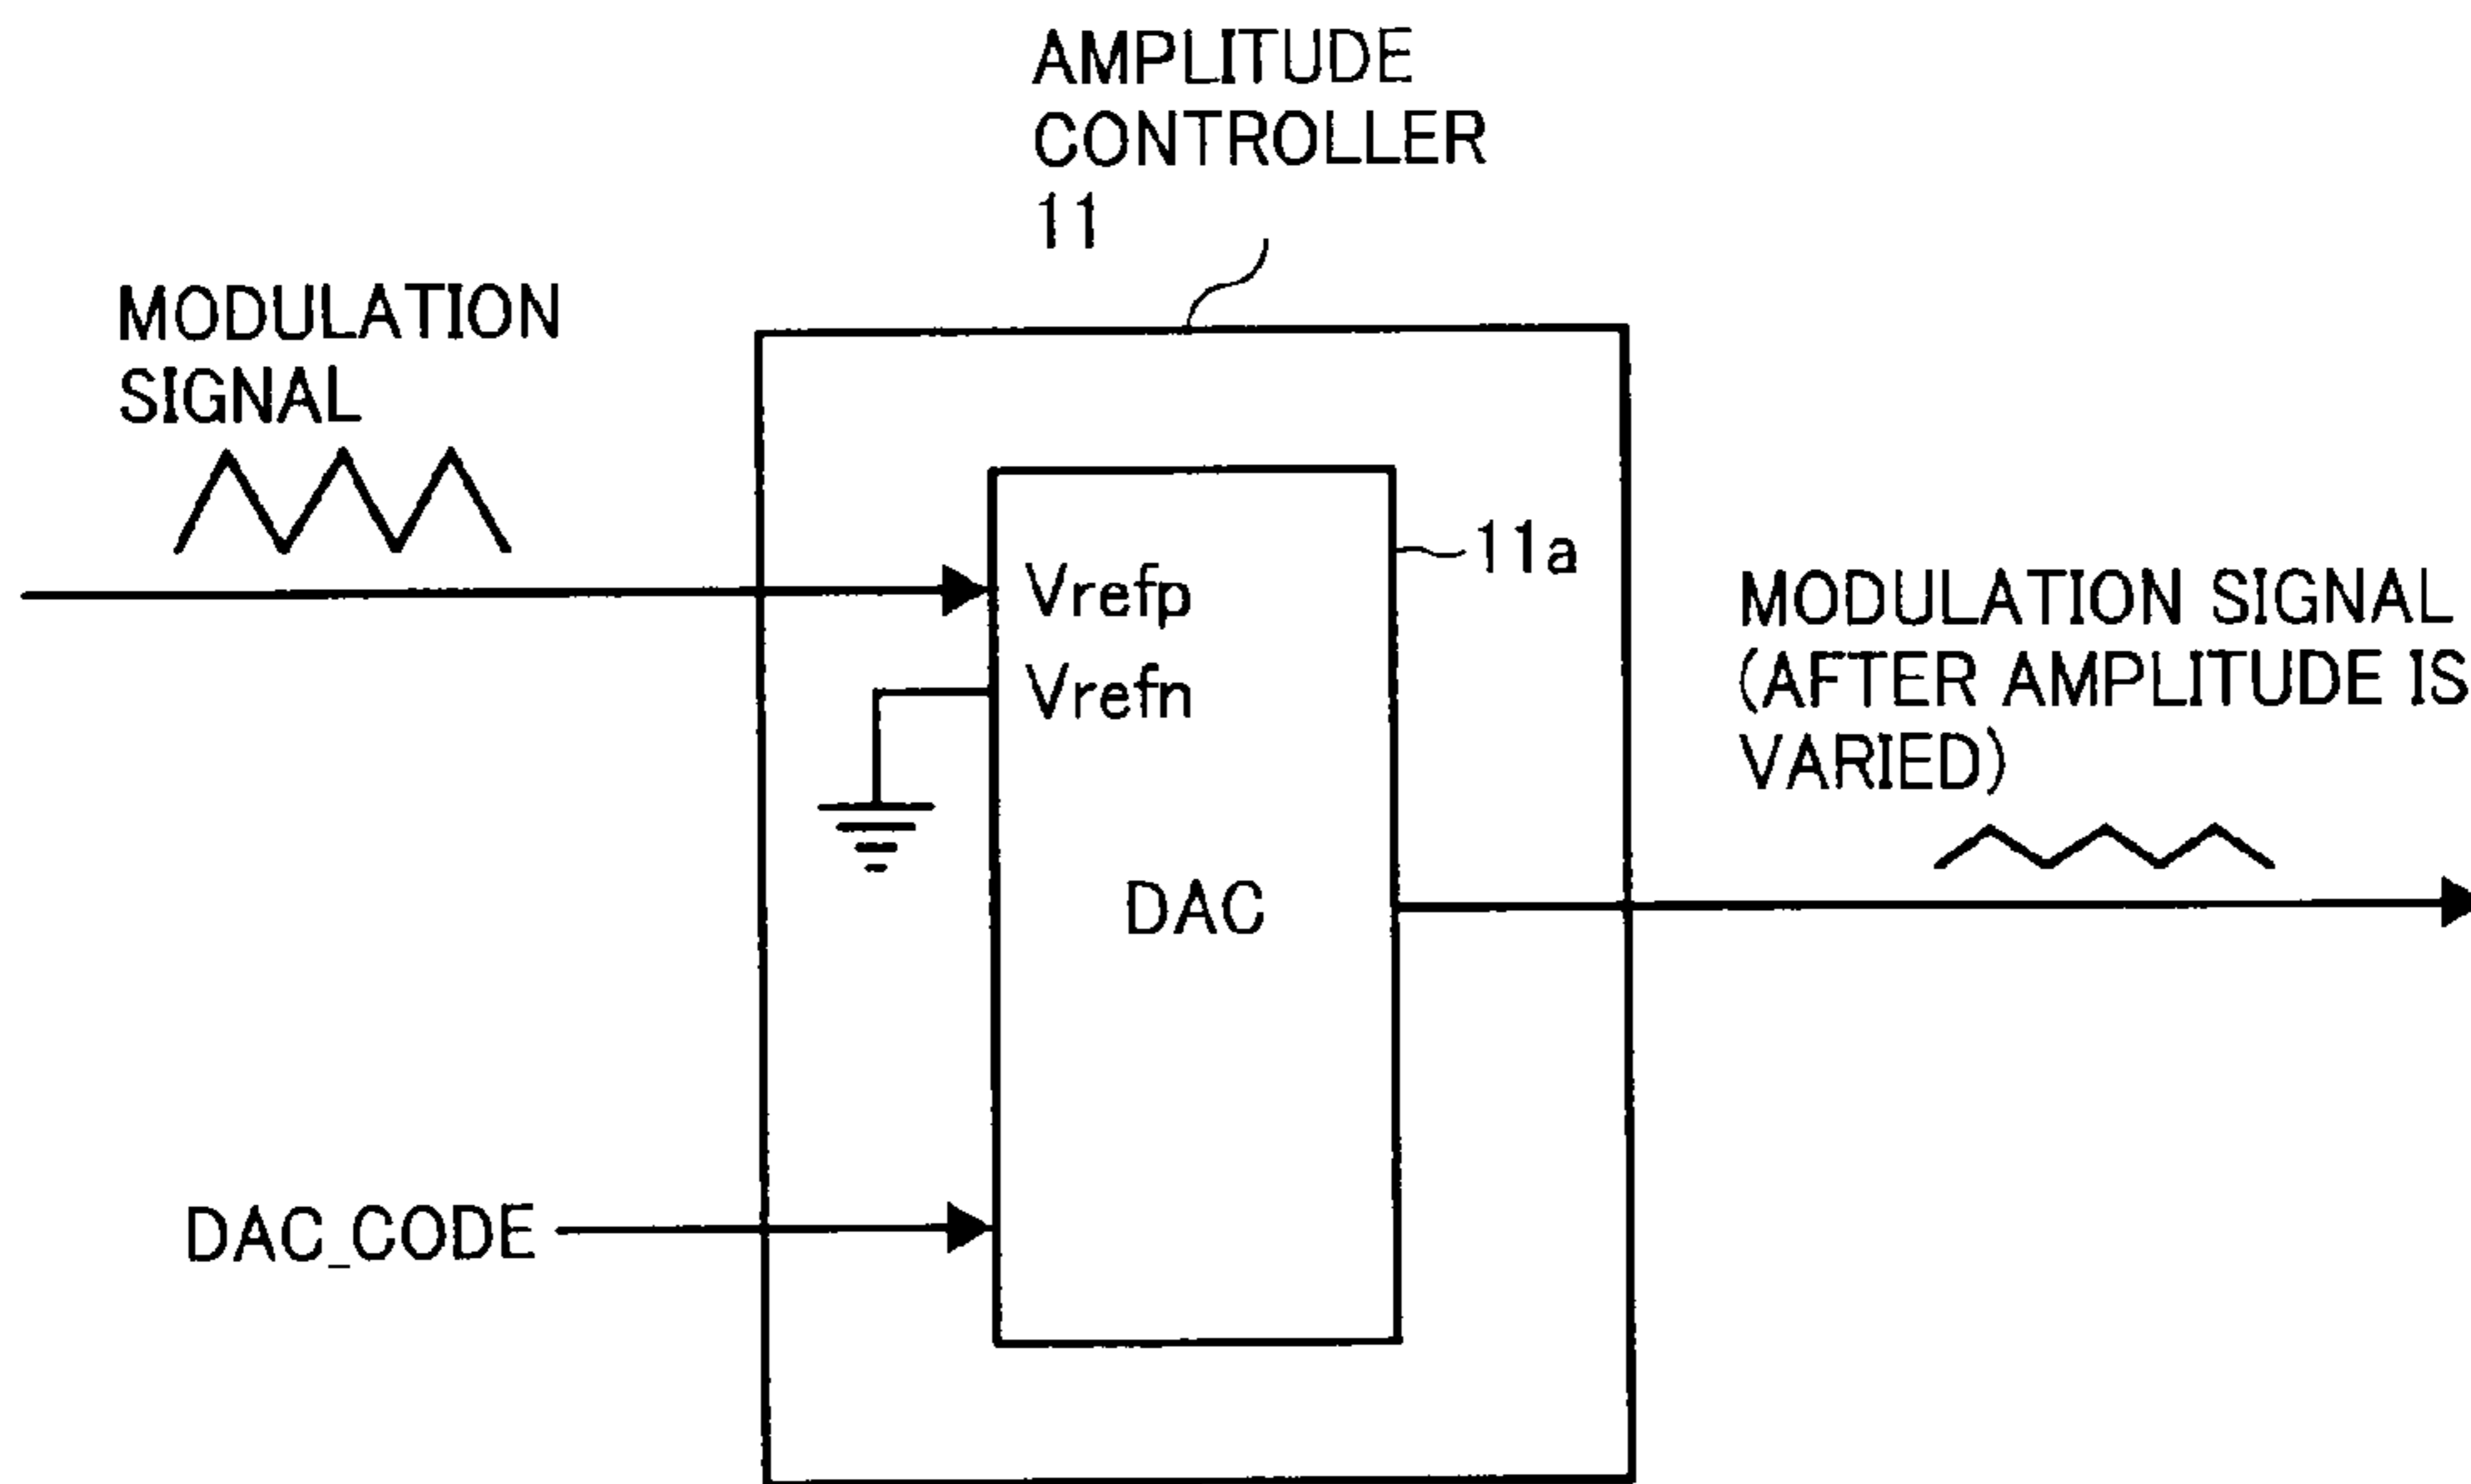 AMPLITUDE
CONTROLLER
11
MODULATION
SIGNAL
11a
Vrefp
Vrefn
MODULATION SIGNAL
(AFTER AMPLITUDE IS
VARIED)
DAC
DAC_CODE